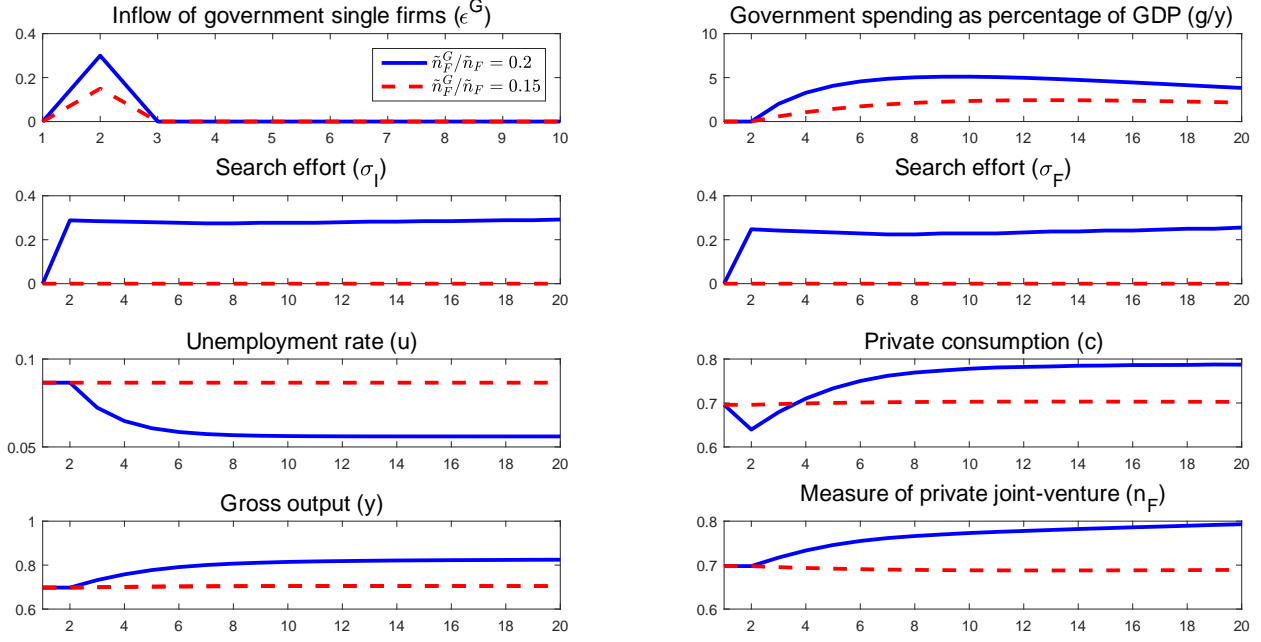 Inflow of government single firms (ϵ^G)
0.4
0.2
0
1 2 3 4 5 6 7 8 9 10
ñ_F^G/ñ_F = 0.2
ñ_F^G/ñ_F = 0.15
Government spending as percentage of GDP (g/y)
10
5
0
2 4 6 8 10 12 14 16 18 20
Search effort (σ_I)
0.4
0.2
0
2 4 6 8 10 12 14 16 18 20
Search effort (σ_F)
0.4
0.2
0
2 4 6 8 10 12 14 16 18 20
Unemployment rate (u)
0.1
0.05
2 4 6 8 10 12 14 16 18 20
Private consumption (c)
0.8
0.7
0.6
2 4 6 8 10 12 14 16 18 20
Gross output (y)
1
0.8
0.6
2 4 6 8 10 12 14 16 18 20
Measure of private joint-venture (n_F)
0.8
0.7
0.6
2 4 6 8 10 12 14 16 18 20